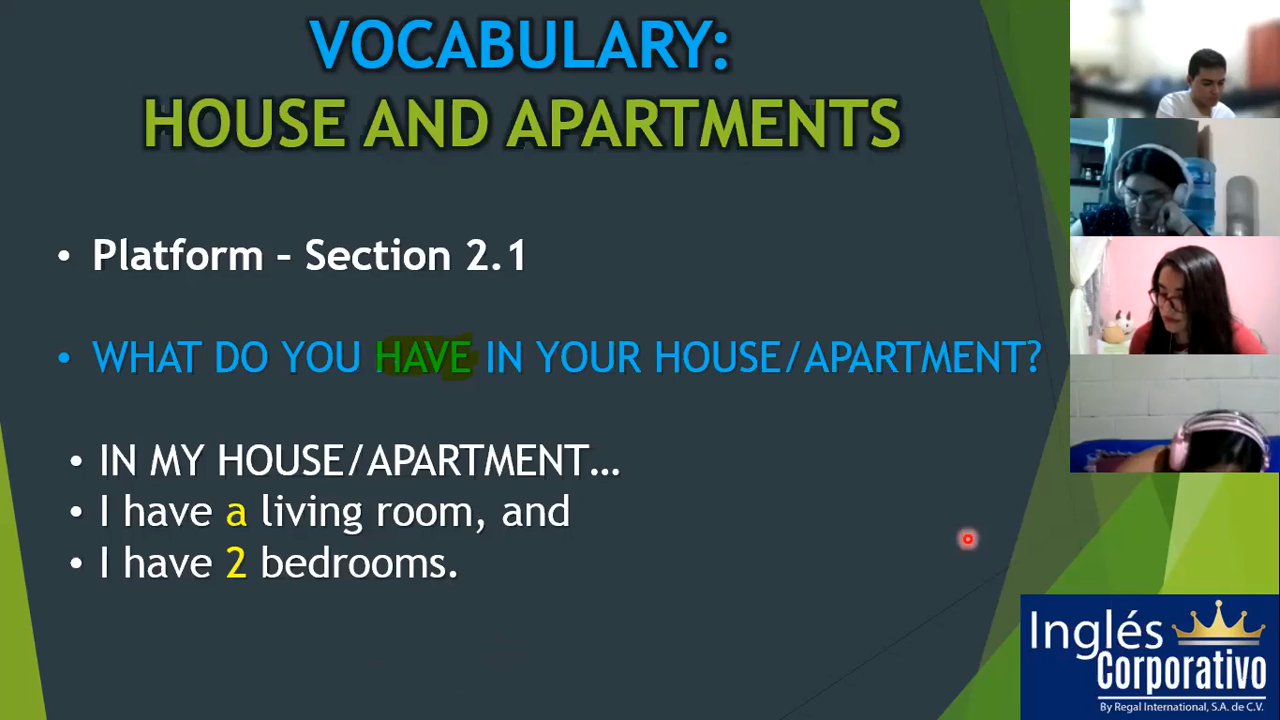 VOCABULARY:
HOUSE AND APARTMENTS
• Platform – Section 2.1
• WHAT DO YOU HAVE IN YOUR HOUSE/APARTMENT?
• IN MY HOUSE/APARTMENT...
• I have a living room, and
• I have 2 bedrooms.
Inglés
Corporativo
By Regal International, S.A. de C.V.